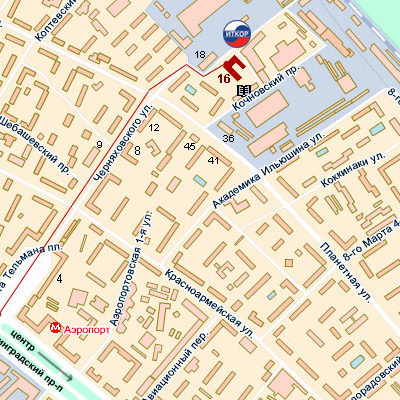 Коптевский
18
ИТКОР
16
Кочновский пр.
8-го
Шебашевский пр.
Черняховского ул.
12
8
9
45
41
36
Академика Ильюшина ул.
Коккинаки ул.
8-го Марта 4
Планетная ул.
Тельмана пл.
4
Аэропортовская 1-я ул.
Красноармейская ул.
М Аэропорт
центр
Авиационный пер.